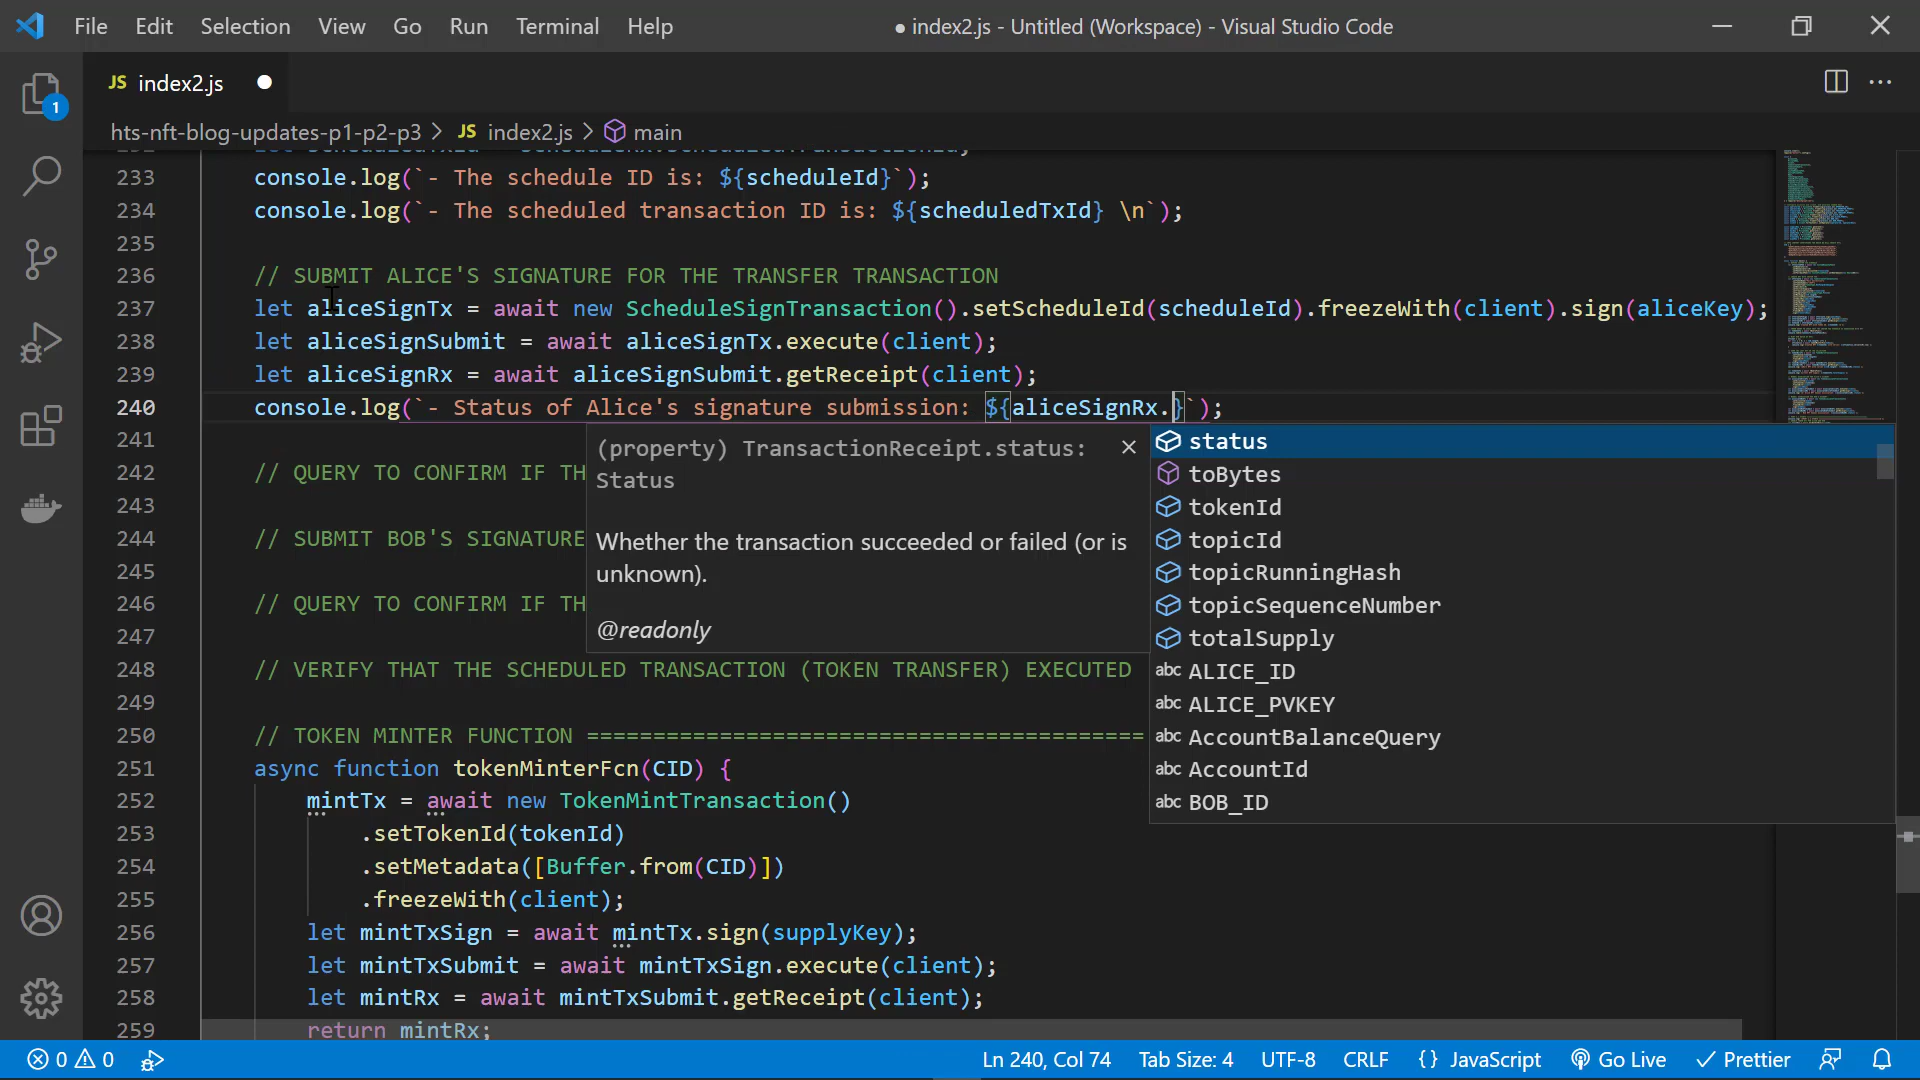 File Edit Selection View Go Run Terminal Help
● index2.js - Untitled (Workspace) - Visual Studio Code
JS index2.js
hts-nft-blog-updates-p1-p2-p3 > JS index2.js > main
1
233 console.log(`- The schedule ID is: ${scheduleId}`);
234 console.log(`- The scheduled transaction ID is: ${scheduledTxId} \n`);
235
236 // SUBMIT ALICE'S SIGNATURE FOR THE TRANSFER TRANSACTION
237 let aliceSignTx = await new ScheduleSignTransaction().setScheduleId(scheduleId).freezeWith(client).sign(aliceKey);
238 let aliceSignSubmit = await aliceSignTx.execute(client);
239 let aliceSignRx = await aliceSignSubmit.getReceipt(client);
240 console.log(`- Status of Alice's signature submission: ${aliceSignRx.}`);
241
242 // QUERY TO CONFIRM IF TH
243
244 // SUBMIT BOB'S SIGNATURE
245
246 // QUERY TO CONFIRM IF TH
247
248 // VERIFY THAT THE SCHEDULED TRANSACTION (TOKEN TRANSFER) EXECUTED
249
250 // TOKEN MINTER FUNCTION ==========================================
251 async function tokenMinterFcn(CID) {
252 mintTx = await new TokenMintTransaction()
253 .setTokenId(tokenId)
254 .setMetadata([Buffer.from(CID)])
255 .freezeWith(client);
256 let mintTxSign = await mintTx.sign(supplyKey);
257 let mintTxSubmit = await mintTxSign.execute(client);
258 let mintRx = await mintTxSubmit.getReceipt(client);
259 return mintRx;
(property) TransactionReceipt.status:
Status
Whether the transaction succeeded or failed (or is
unknown).
@readonly
status
toBytes
tokenId
topicId
topicRunningHash
topicSequenceNumber
totalSupply
abc ALICE_ID
abc ALICE_PVKEY
abc AccountBalanceQuery
abc AccountId
abc BOB_ID
0 0
Ln 240, Col 74 Tab Size: 4 UTF-8 CRLF {} JavaScript Go Live Prettier